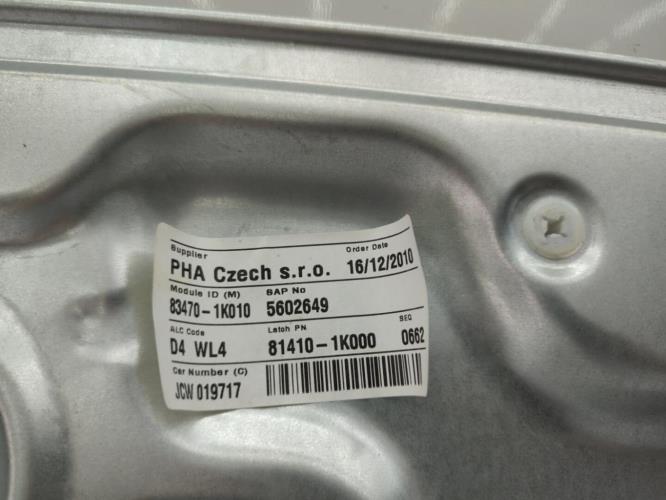 Supplier Order Date
PHA Czech s.r.o. 16/12/2010
Module ID (M) SAP No
83470-1K010 5602649
ALC Code Latch PN SEQ
D4 WL4 81410-1K000 0662
Car Number (C)
JCW 019717